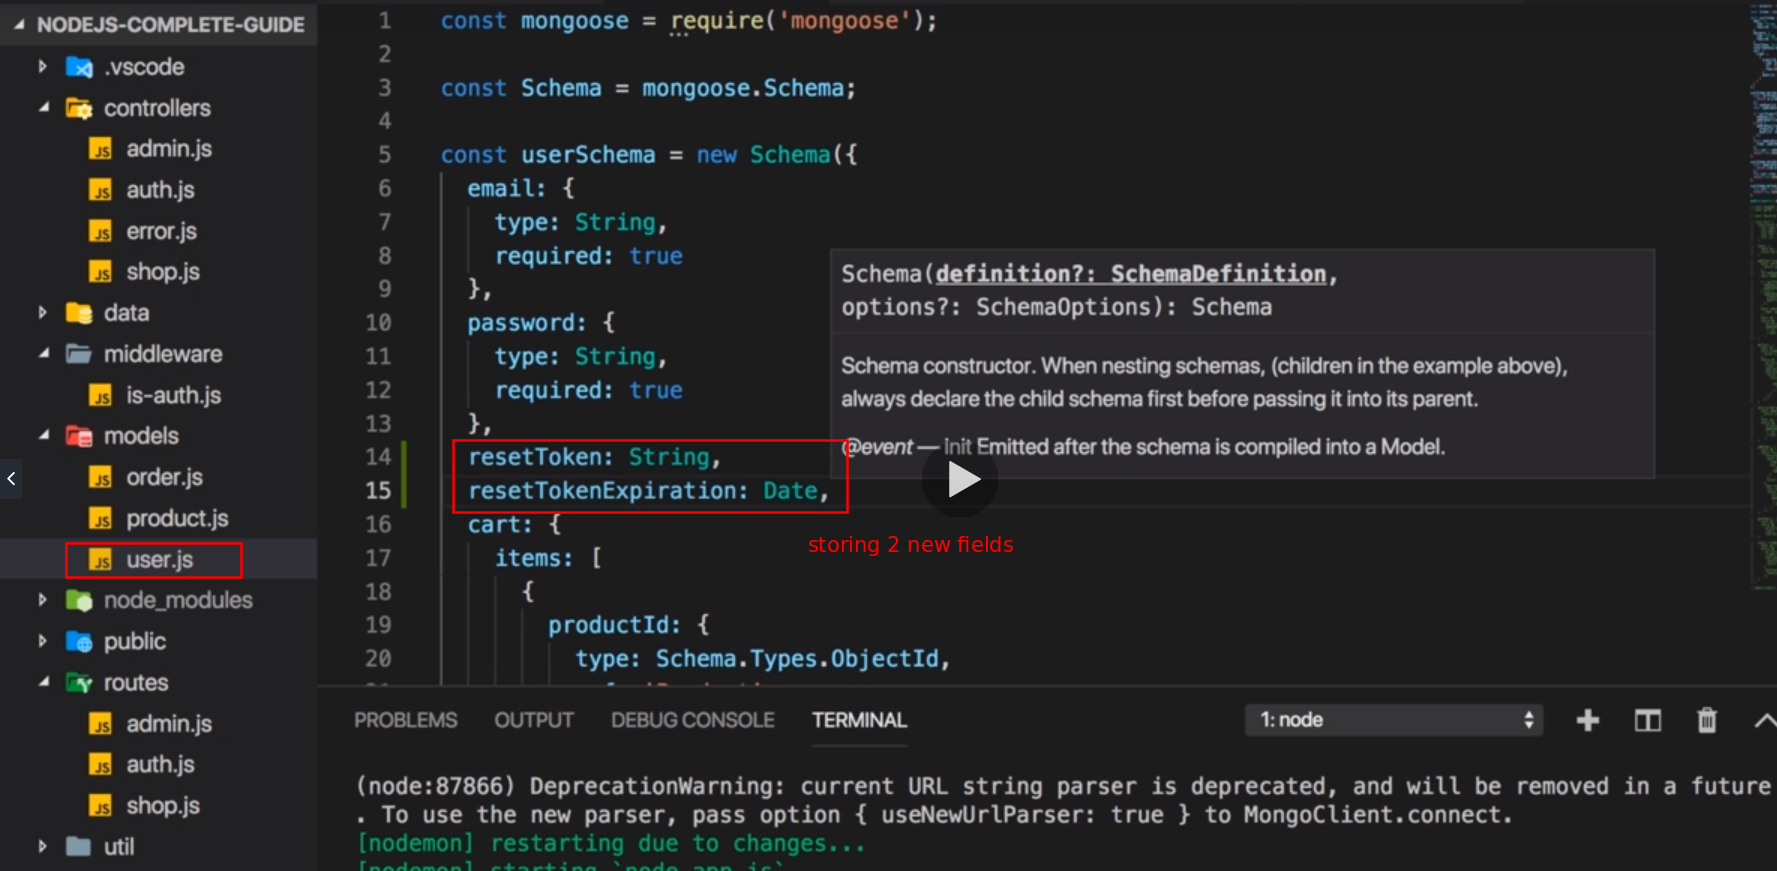 NODEJS-COMPLETE-GUIDE
.vscode
controllers
admin.js
auth.js
error.js
shop.js
data
middleware
is-auth.js
models
order.js
product.js
user.js
node_modules
public
routes
admin.js
auth.js
shop.js
util
1 const mongoose = require('mongoose');
2
3 const Schema = mongoose.Schema;
4
5 const userSchema = new Schema({
6 email: {
7 type: String,
8 required: true
9 },
10 password: {
11 type: String,
12 required: true
13 },
14 resetToken: String,
15 resetTokenExpiration: Date,
16 cart: {
17 items: [
18 {
19 productId: {
20 type: Schema.Types.ObjectId,
Schema(definition?: SchemaDefinition,
options?: SchemaOptions): Schema
Schema constructor. When nesting schemas, (children in the example above),
always declare the child schema first before passing it into its parent.
@event — init Emitted after the schema is compiled into a Model.
storing 2 new fields
PROBLEMS OUTPUT DEBUG CONSOLE TERMINAL 1: node
(node:87866) DeprecationWarning: current URL string parser is deprecated, and will be removed in a future
. To use the new parser, pass option { useNewUrlParser: true } to MongoClient.connect.
[nodemon] restarting due to changes...
[nodemon] starting `node app.js`